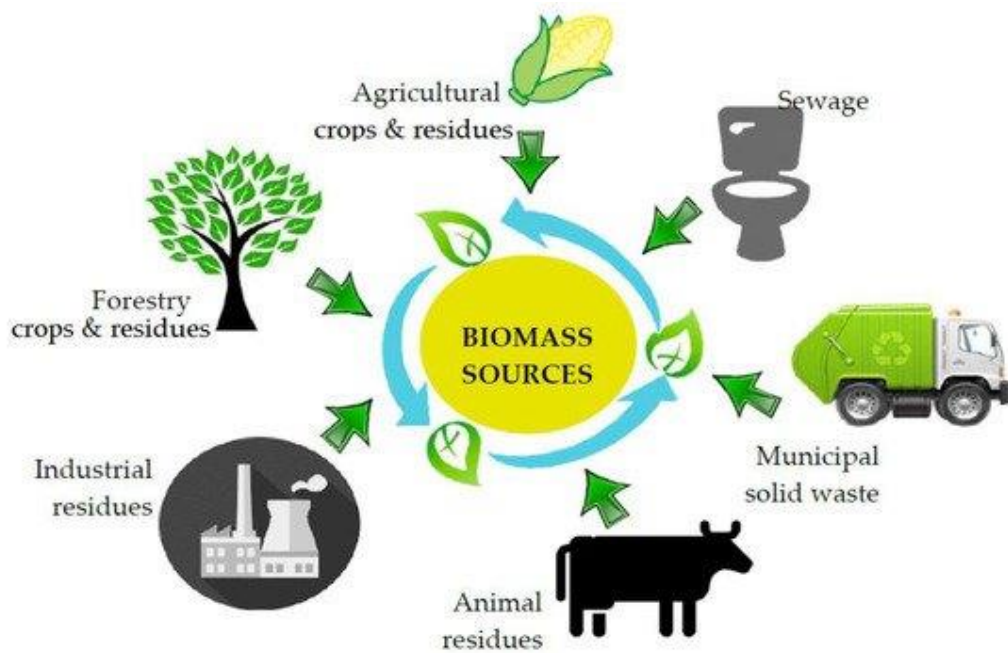 Agricultural
crops & residues
Sewage
Forestry
crops & residues
BIOMASS
SOURCES
Industrial
residues
Municipal
solid waste
Animal
residues